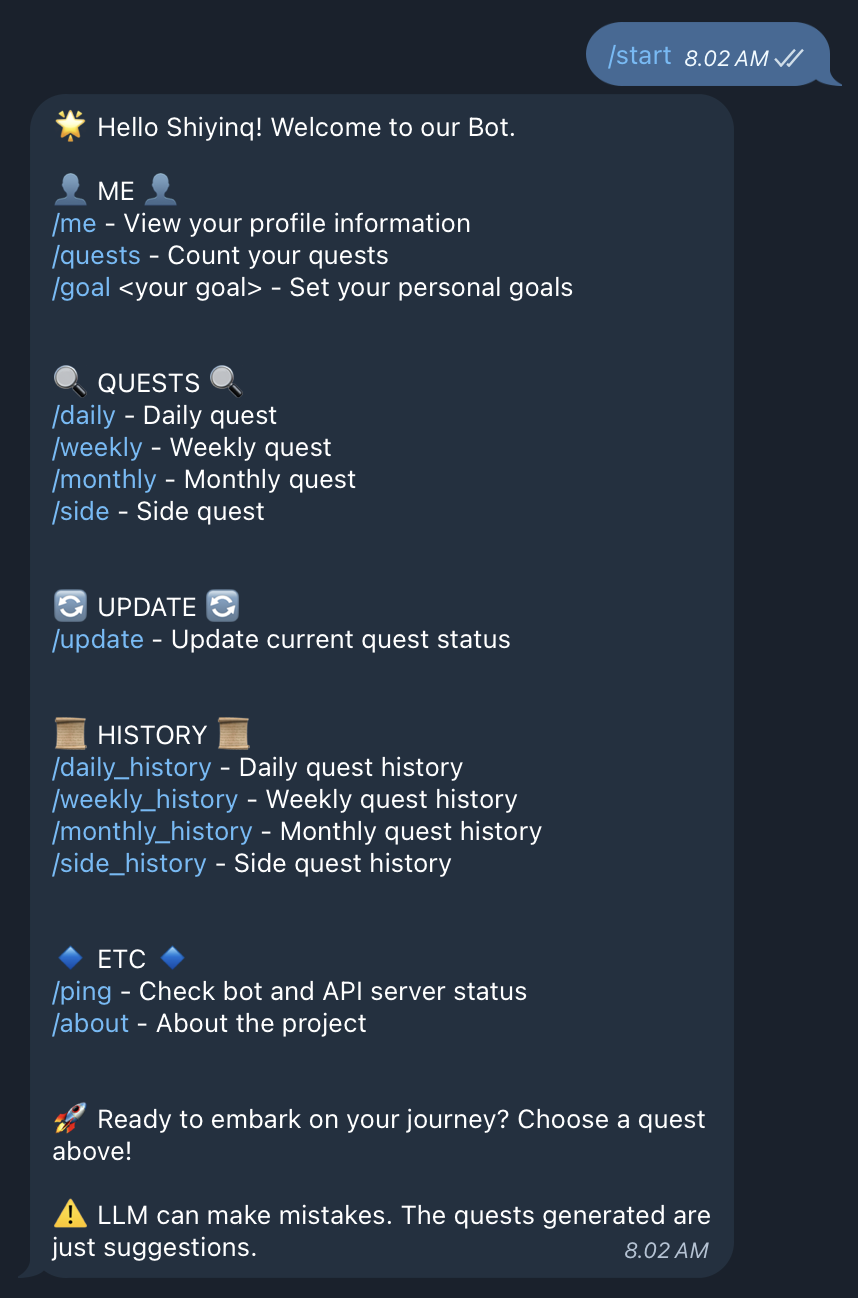 /start 8.02 AM
🌟 Hello Shiyinq! Welcome to our Bot.
👤 ME 👤
/me - View your profile information
/quests - Count your quests
/goal <your goal> - Set your personal goals
🔍 QUESTS 🔍
/daily - Daily quest
/weekly - Weekly quest
/monthly - Monthly quest
/side - Side quest
🔄 UPDATE 🔄
/update - Update current quest status
📜 HISTORY 📜
/daily_history - Daily quest history
/weekly_history - Weekly quest history
/monthly_history - Monthly quest history
/side_history - Side quest history
🔹 ETC 🔹
/ping - Check bot and API server status
/about - About the project
🚀 Ready to embark on your journey? Choose a quest
above!
⚠️ LLM can make mistakes. The quests generated are
just suggestions. 8.02 AM